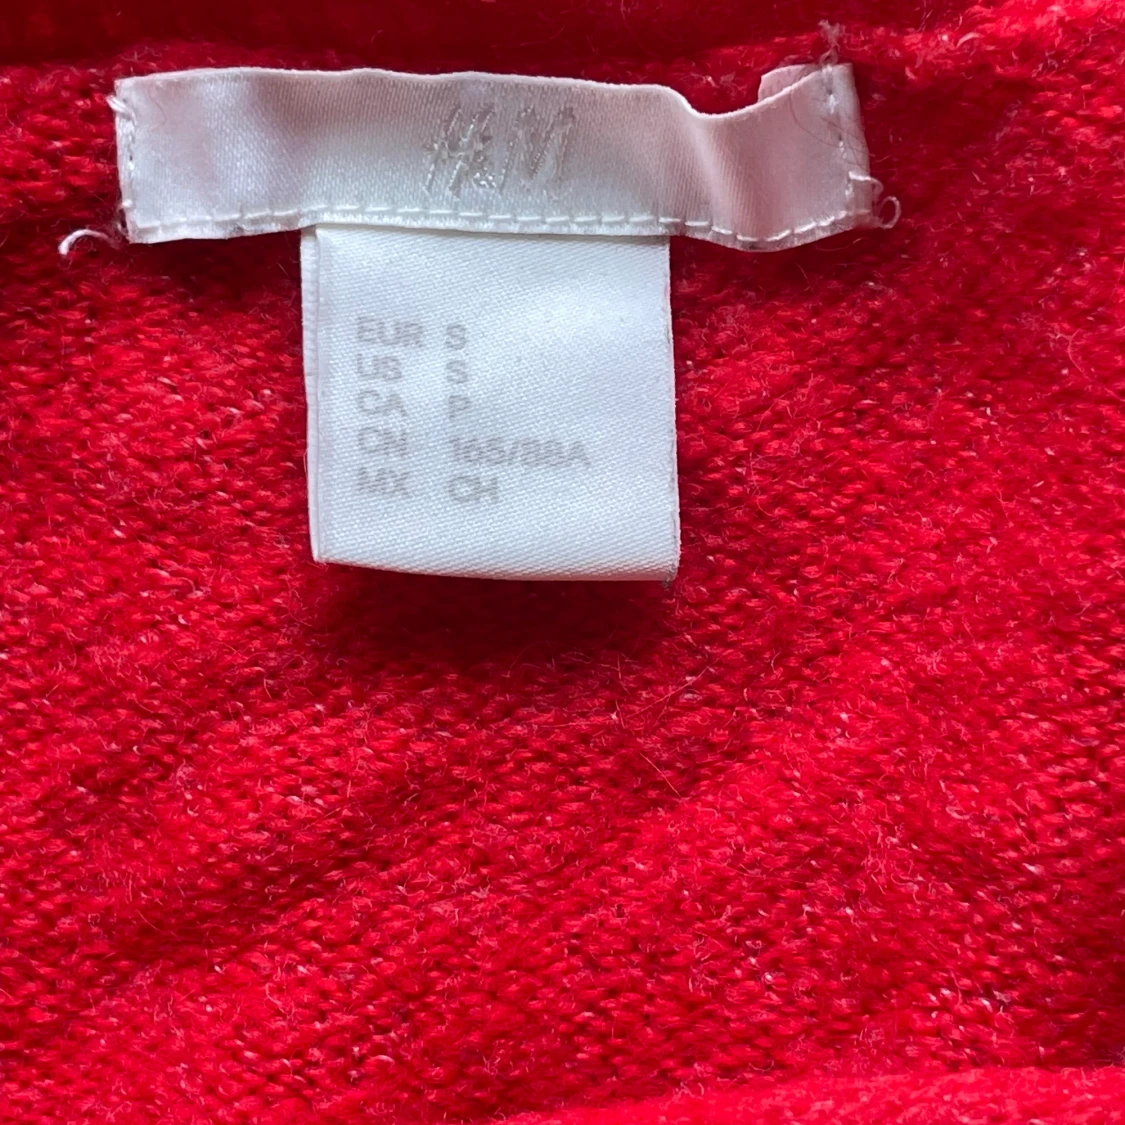 H&M
EUR S
US S
CA P
CN 165/88A
MX CH